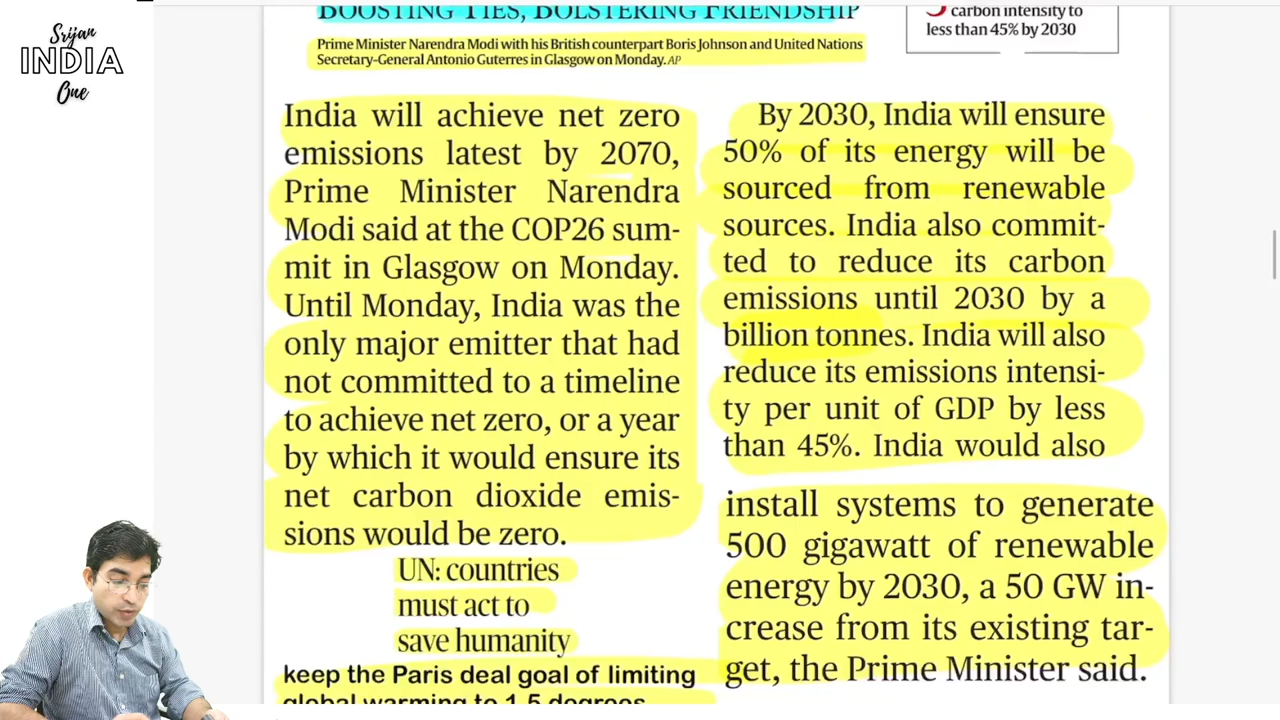 Srijan
INDIA
One
BOOSTING TIES, BOLSTERING FRIENDSHIP
Prime Minister Narendra Modi with his British counterpart Boris Johnson and United Nations
Secretary-General Antonio Guterres in Glasgow on Monday. AP
carbon intensity to
less than 45% by 2030
India will achieve net zero
emissions latest by 2070,
Prime Minister Narendra
Modi said at the COP26 sum-
mit in Glasgow on Monday.
Until Monday, India was the
only major emitter that had
not committed to a timeline
to achieve net zero, or a year
by which it would ensure its
net carbon dioxide emis-
sions would be zero.
UN: countries
must act to
save humanity
keep the Paris deal goal of limiting
global warming to 1.5 degrees
By 2030, India will ensure
50% of its energy will be
sourced from renewable
sources. India also commit-
ted to reduce its carbon
emissions until 2030 by a
billion tonnes. India will also
reduce its emissions intensi-
ty per unit of GDP by less
than 45%. India would also
install systems to generate
500 gigawatt of renewable
energy by 2030, a 50 GW in-
crease from its existing tar-
get, the Prime Minister said.